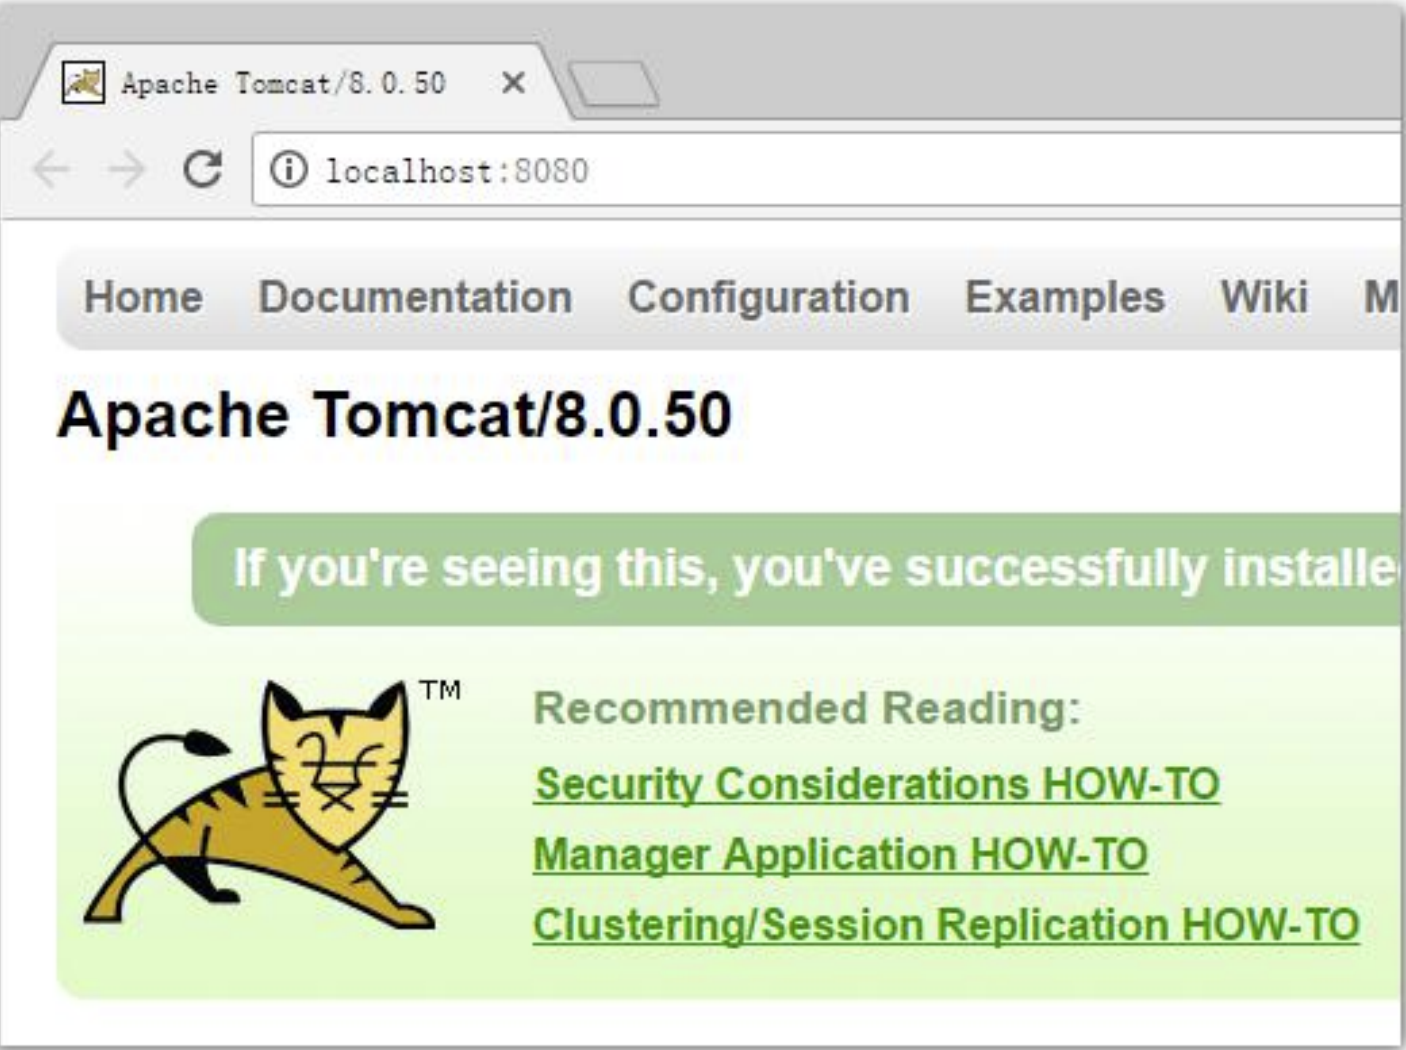 Apache Tomcat/8.0.50
localhost:8080
Home Documentation Configuration Examples Wiki M
Apache Tomcat/8.0.50
If you're seeing this, you've successfully installe
TM
Recommended Reading:
Security Considerations HOW-TO
Manager Application HOW-TO
Clustering/Session Replication HOW-TO